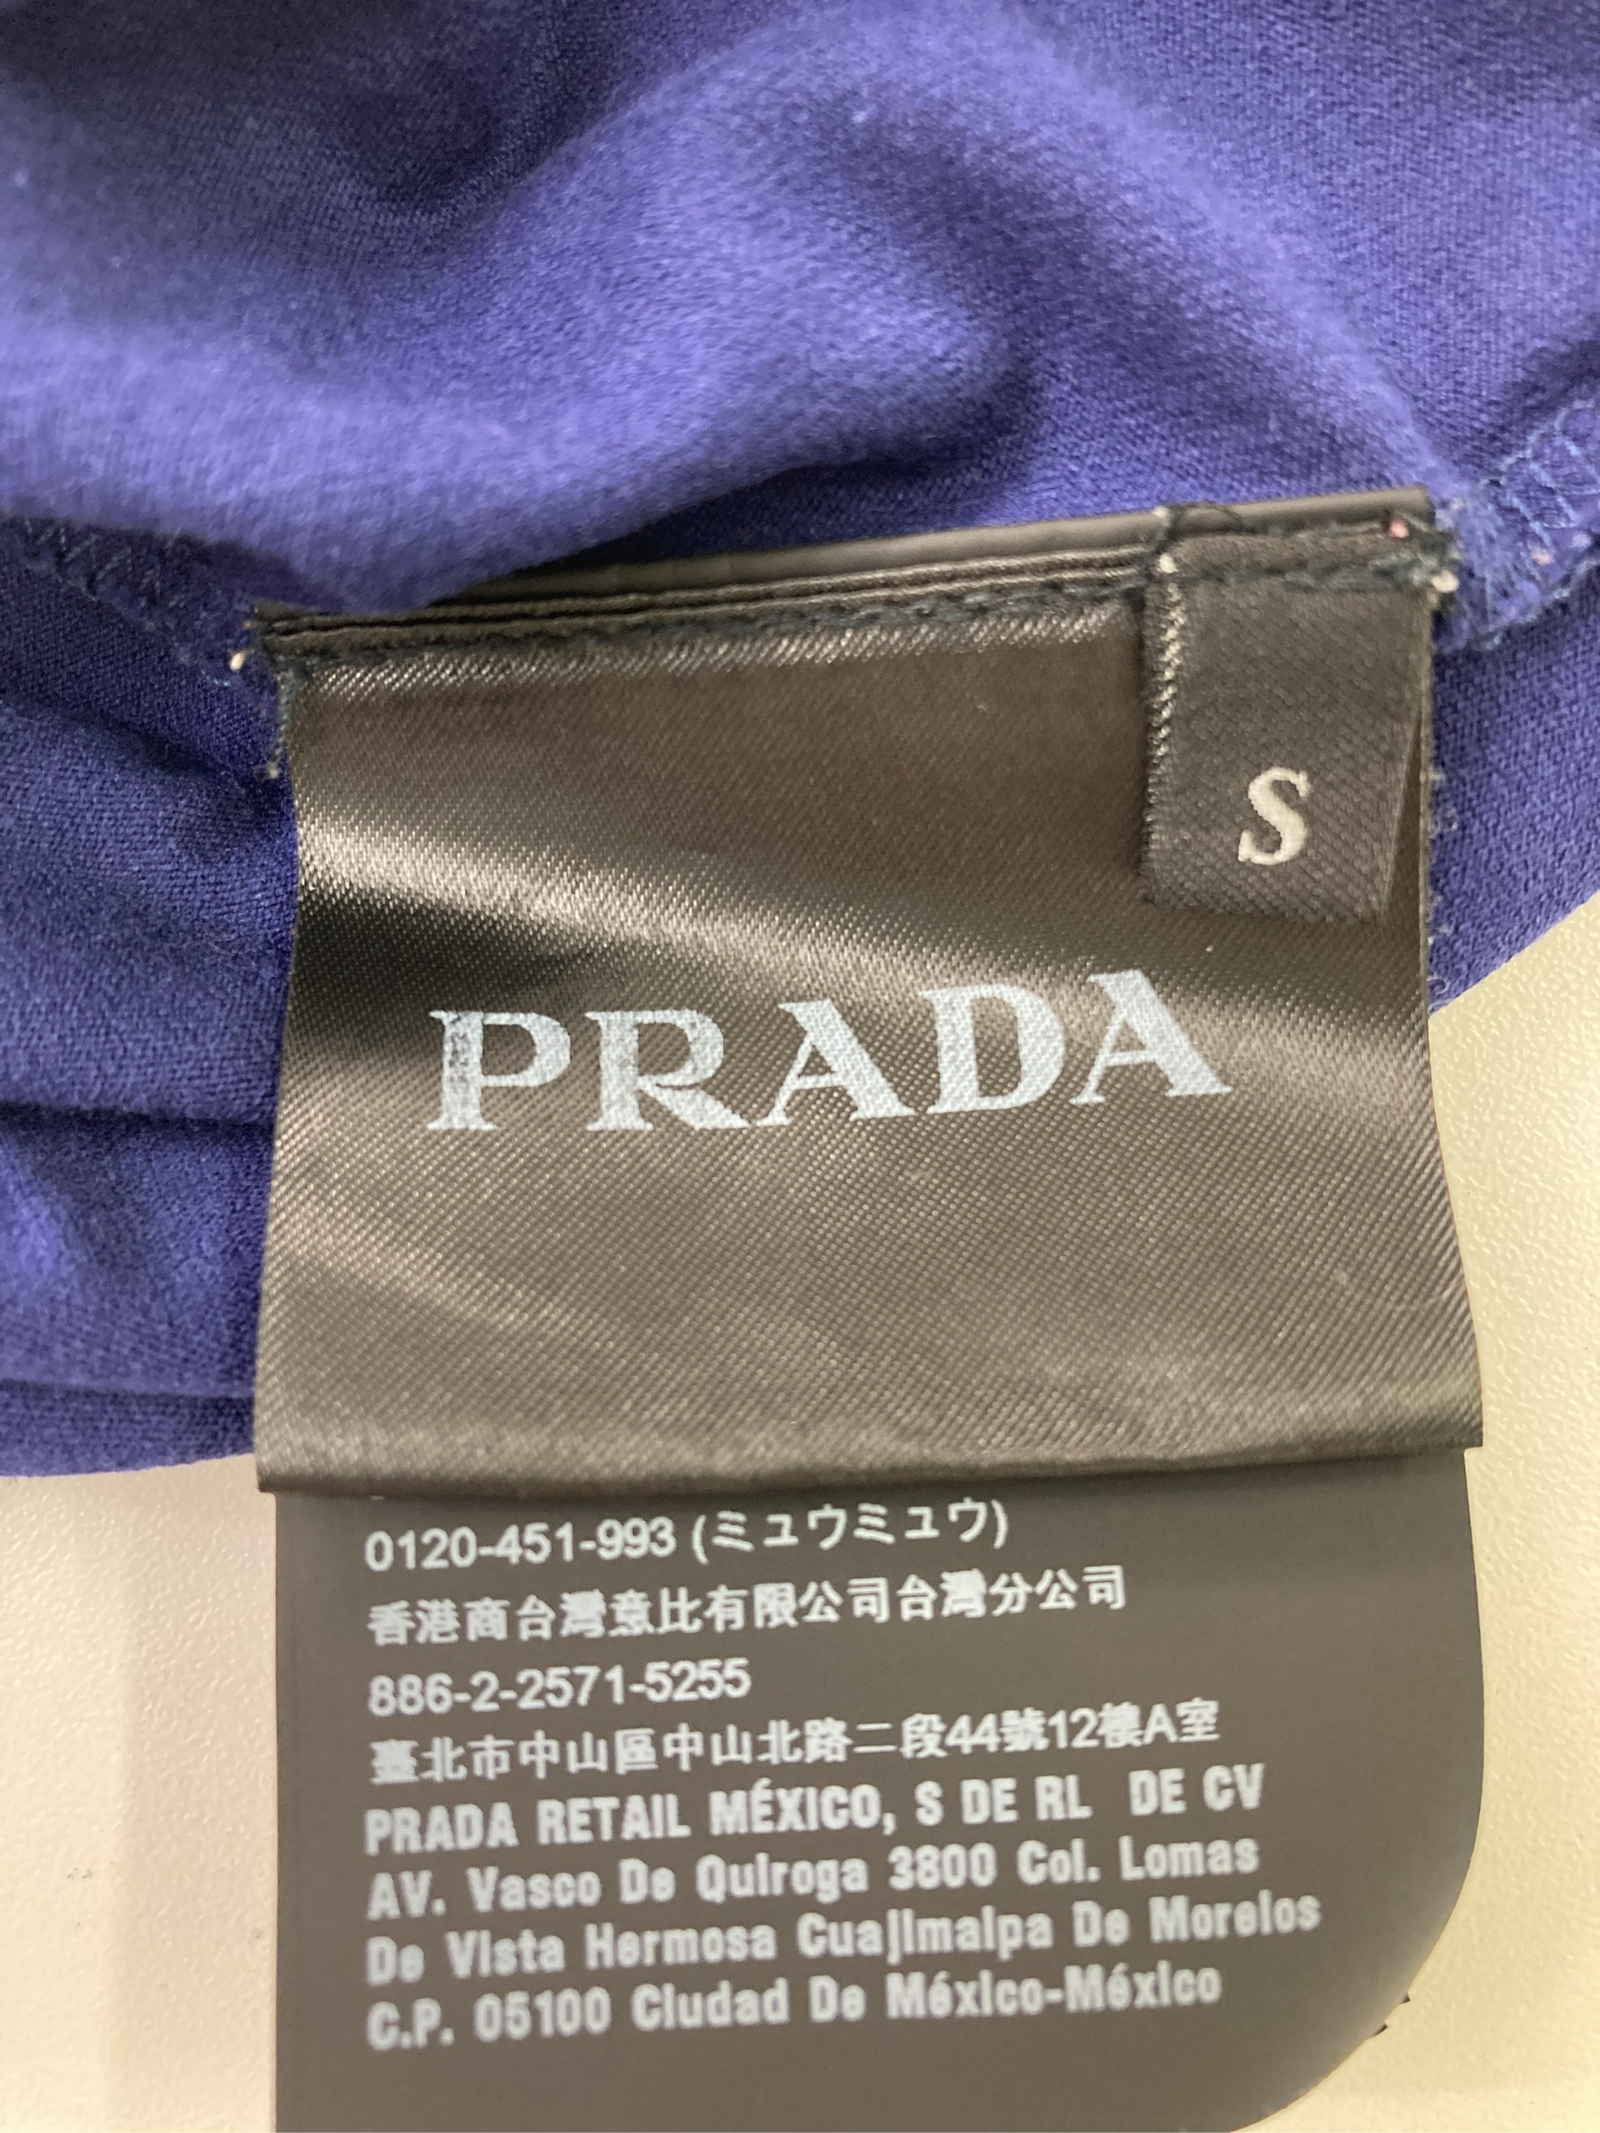 S
PRADA
0120-451-993 (ミュウミュウ)
香港商台灣意比有限公司台灣分公司
886-2-2571-5255
臺北市中山區中山北路二段44號12樓A室
PRADA RETAIL MÉXICO, S DE RL DE CV
AV. Vasco De Quiroga 3800 Col. Lomas
De Vista Hermosa Cuajimalpa De Morelos
C.P. 05100 Ciudad De México-México